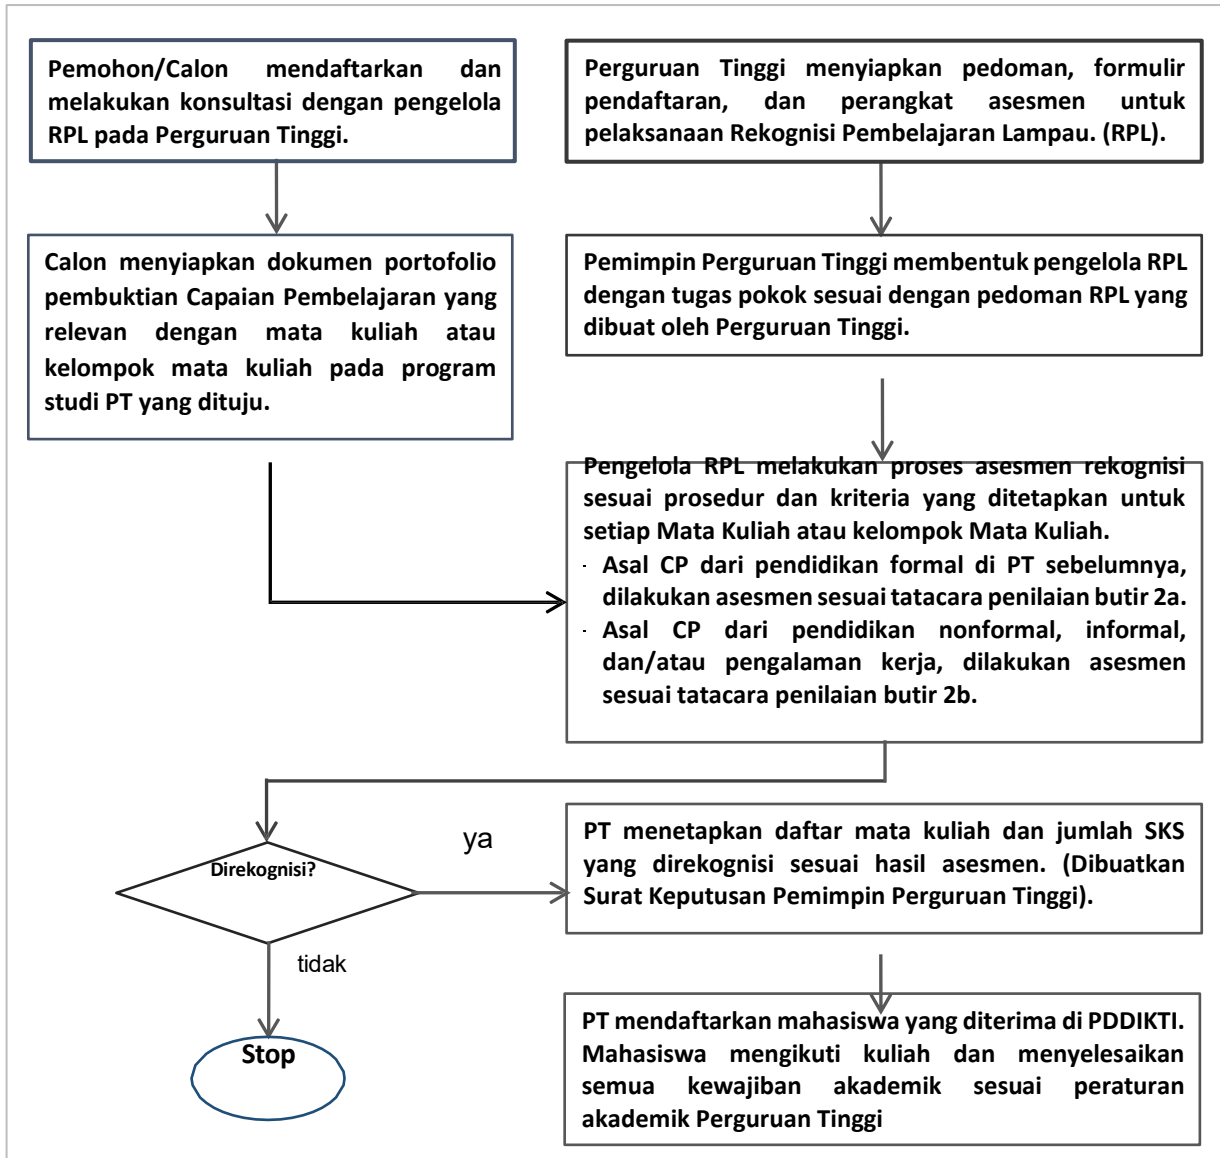 Pemohon/Calon mendaftarkan dan
melakukan konsultasi dengan pengelola
RPL pada Perguruan Tinggi.
Perguruan Tinggi menyiapkan pedoman, formulir
pendaftaran, dan perangkat asesmen untuk
pelaksanaan Rekognisi Pembelajaran Lampau. (RPL).
Calon menyiapkan dokumen portofolio
pembuktian Capaian Pembelajaran yang
relevan dengan mata kuliah atau
kelompok mata kuliah pada program
studi PT yang dituju.
Pemimpin Perguruan Tinggi membentuk pengelola RPL
dengan tugas pokok sesuai dengan pedoman RPL yang
dibuat oleh Perguruan Tinggi.
Pengelola RPL melakukan proses asesmen rekognisi
sesuai prosedur dan kriteria yang ditetapkan untuk
setiap Mata Kuliah atau kelompok Mata Kuliah.
· Asal CP dari pendidikan formal di PT sebelumnya,
dilakukan asesmen sesuai tatacara penilaian butir 2a.
· Asal CP dari pendidikan nonformal, informal,
dan/atau pengalaman kerja, dilakukan asesmen
sesuai tatacara penilaian butir 2b.
Direkognisi?
ya
tidak
Stop
PT menetapkan daftar mata kuliah dan jumlah SKS
yang direkognisi sesuai hasil asesmen. (Dibuatkan
Surat Keputusan Pemimpin Perguruan Tinggi).
PT mendaftarkan mahasiswa yang diterima di PDDIKTI.
Mahasiswa mengikuti kuliah dan menyelesaikan
semua kewajiban akademik sesuai peraturan
akademik Perguruan Tinggi